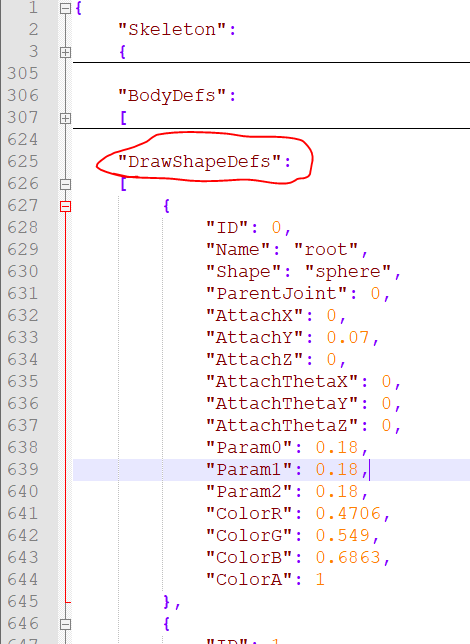 1 {
2 "Skeleton":
3 {
305
306 "BodyDefs":
307 [
624
625 "DrawShapeDefs":
626 [
627 {
628 "ID": 0,
629 "Name": "root",
630 "Shape": "sphere",
631 "ParentJoint": 0,
632 "AttachX": 0,
633 "AttachY": 0.07,
634 "AttachZ": 0,
635 "AttachThetaX": 0,
636 "AttachThetaY": 0,
637 "AttachThetaZ": 0,
638 "Param0": 0.18,
639 "Param1": 0.18,
640 "Param2": 0.18,
641 "ColorR": 0.4706,
642 "ColorG": 0.549,
643 "ColorB": 0.6863,
644 "ColorA": 1
645 },
646 {